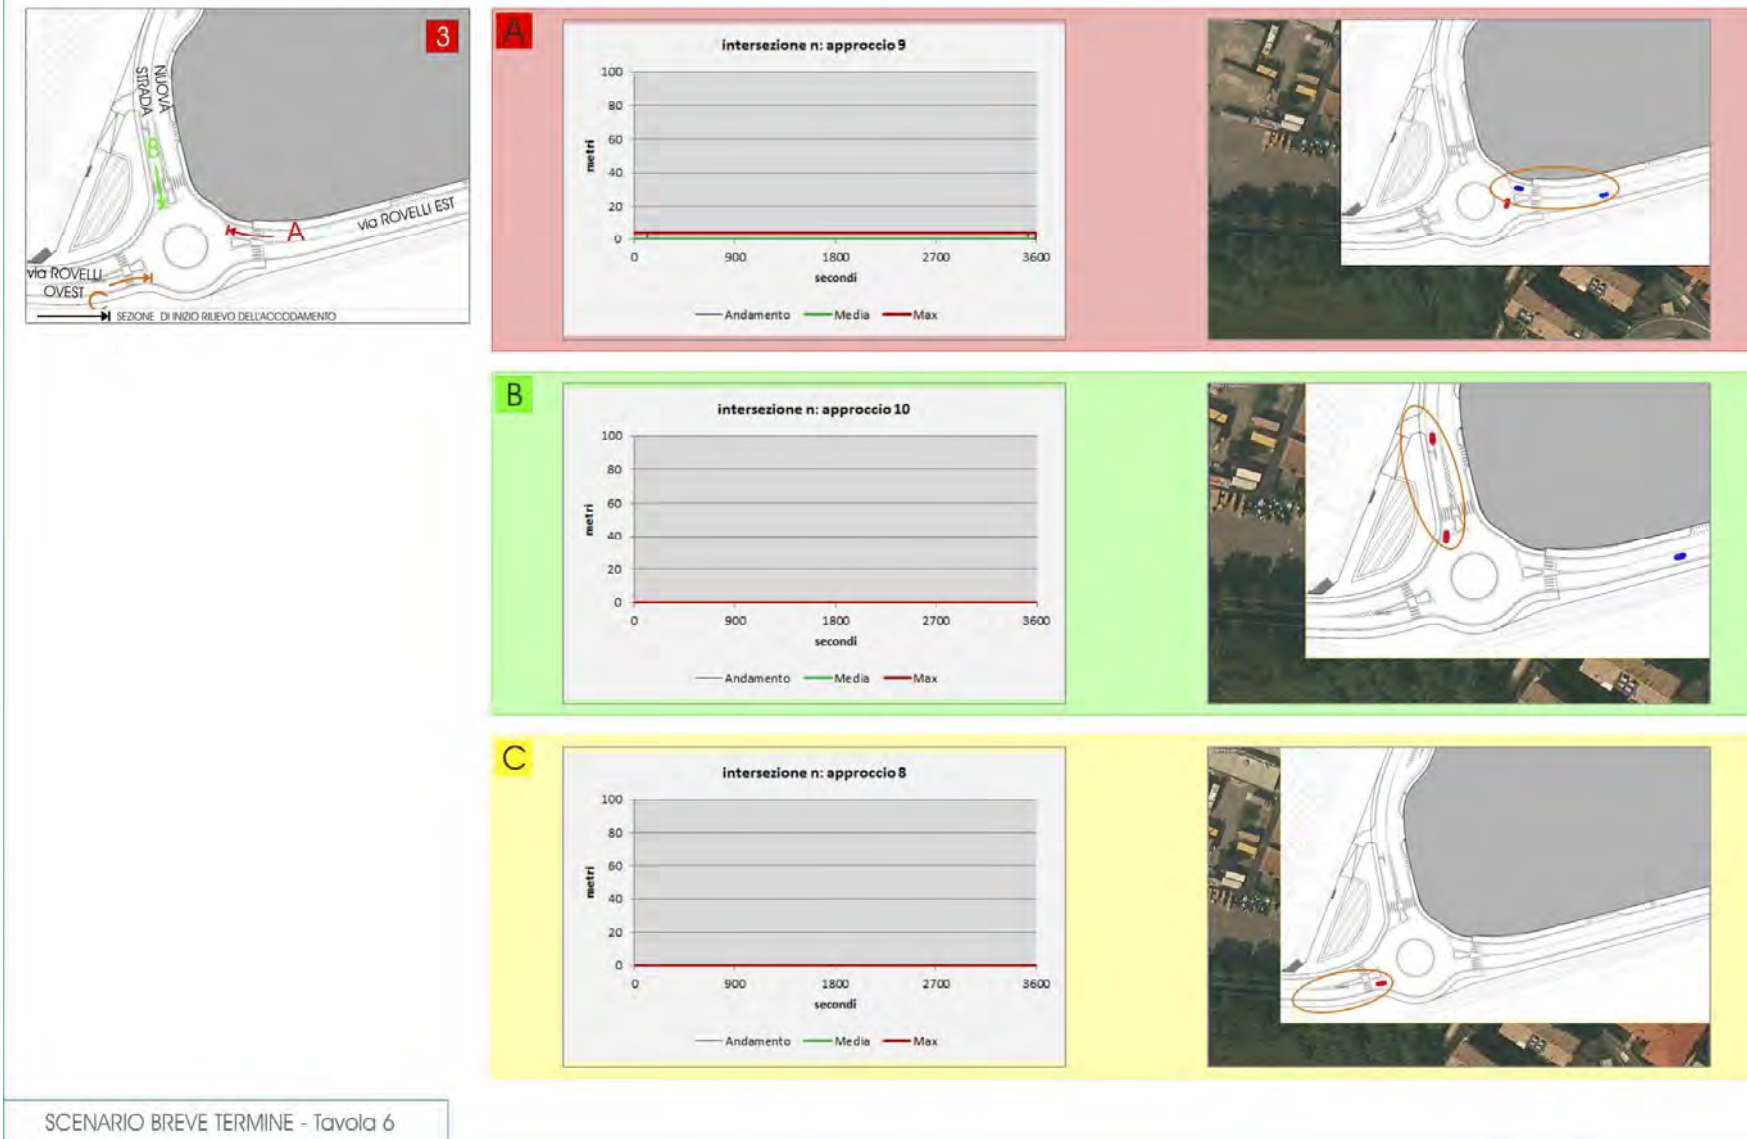 3
NUOVA
STRADA
B
A
via ROVELLI EST
via ROVELLI
OVEST
C
SEZIONE DI INIZIO RILIEVO DELL'ACCODAMENTO
A
intersezione n: approccio 9
100
80
60
40
20
0
metri
0 900 1800 2700 3600
secondi
Andamento Media Max
B
intersezione n: approccio 10
100
80
60
40
20
0
metri
0 900 1800 2700 3600
secondi
Andamento Media Max
C
intersezione n: approccio 8
100
80
60
40
20
0
metri
0 900 1800 2700 3600
secondi
Andamento Media Max
SCENARIO BREVE TERMINE - Tavola 6